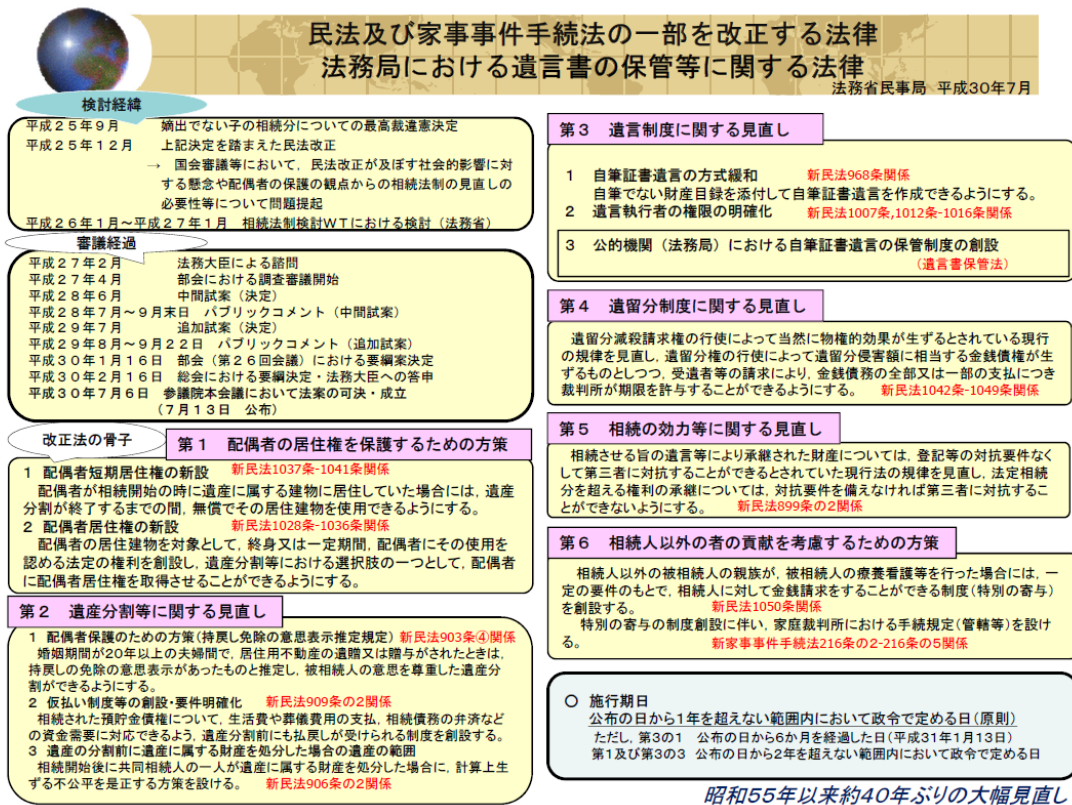 民法及び家事事件手続法の一部を改正する法律
法務局における遺言書の保管等に関する法律
法務省民事局　平成30年7月
検討経緯
平成25年9月　嫡出でない子の相続分についての最高裁違憲決定
平成25年12月　上記決定を踏まえた民法改正
→　国会審議等において，民法改正が及ぼす社会的影響に対
する懸念や配偶者の保護の観点からの相続法制の見直しの
必要性等について問題提起
平成26年1月～平成27年1月　相続法制検討WTにおける検討（法務省）
審議経過
平成27年2月　法務大臣による諮問
平成27年4月　部会における調査審議開始
平成28年6月　中間試案（決定）
平成28年7月～9月末日　パブリックコメント（中間試案）
平成29年7月　追加試案（決定）
平成29年8月～9月22日　パブリックコメント（追加試案）
平成30年1月16日　部会（第26回会議）における要綱案決定
平成30年2月16日　総会における要綱決定・法務大臣への答申
平成30年7月6日　参議院本会議において法案の可決・成立
（7月13日　公布）
改正法の骨子
第1　配偶者の居住権を保護するための方策
1　配偶者短期居住権の新設　新民法1037条-1041条関係
配偶者が相続開始の時に遺産に属する建物に居住していた場合には，遺産
分割が終了するまでの間，無償でその居住建物を使用できるようにする。
2　配偶者居住権の新設　新民法1028条-1036条関係
配偶者の居住建物を対象として，終身又は一定期間，配偶者にその使用を
認める法定の権利を創設し，遺産分割等における選択肢の一つとして，配偶者
に配偶者居住権を取得させることができるようにする。
第2　遺産分割等に関する見直し
1　配偶者保護のための方策（持戻し免除の意思表示推定規定）新民法903条④関係
婚姻期間が20年以上の夫婦間で，居住用不動産の遺贈又は贈与がされたときは，
持戻しの免除の意思表示があったものと推定し，被相続人の意思を尊重した遺産分
割ができるようにする。
2　仮払い制度等の創設・要件明確化　新民法909条の2関係
相続された預貯金債権について，生活費や葬儀費用の支払，相続債務の弁済など
の資金需要に対応できるよう，遺産分割前にも払戻しが受けられる制度を創設する。
3　遺産の分割前に遺産に属する財産を処分した場合の遺産の範囲
相続開始後に共同相続人の一人が遺産に属する財産を処分した場合に，計算上生
ずる不公平を是正する方策を設ける。　新民法906条の2関係
第3　遺言制度に関する見直し
1　自筆証書遺言の方式緩和　新民法968条関係
自筆でない財産目録を添付して自筆証書遺言を作成できるようにする。
2　遺言執行者の権限の明確化　新民法1007条,1012条-1016条関係
3　公的機関（法務局）における自筆証書遺言の保管制度の創設
（遺言書保管法）
第4　遺留分制度に関する見直し
遺留分減殺請求権の行使によって当然に物権的効果が生ずるとされている現行
の規律を見直し，遺留分権の行使によって遺留分侵害額に相当する金銭債権が生
ずるものとしつつ，受遺者等の請求により，金銭債務の全部又は一部の支払につき
裁判所が期限を許与することができるようにする。　新民法1042条-1049条関係
第5　相続の効力等に関する見直し
相続させる旨の遺言等により承継された財産については，登記等の対抗要件なく
して第三者に対抗することができるとされていた現行法の規律を見直し，法定相続
分を超える権利の承継については，対抗要件を備えなければ第三者に対抗するこ
とができないようにする。　新民法899条の2関係
第6　相続人以外の者の貢献を考慮するための方策
相続人以外の被相続人の親族が，被相続人の療養看護等を行った場合には，一
定の要件のもとで，相続人に対して金銭請求をすることができる制度（特別の寄与）
を創設する。　新民法1050条関係
特別の寄与の制度創設に伴い，家庭裁判所における手続規定（管轄等）を設け
る。　新家事事件手続法216条の2-216条の5関係
○　施行期日
公布の日から1年を超えない範囲内において政令で定める日（原則）
ただし，第3の1　公布の日から6か月を経過した日（平成31年1月13日）
第1及び第3の3　公布の日から2年を超えない範囲内において政令で定める日
昭和55年以来約40年ぶりの大幅見直し